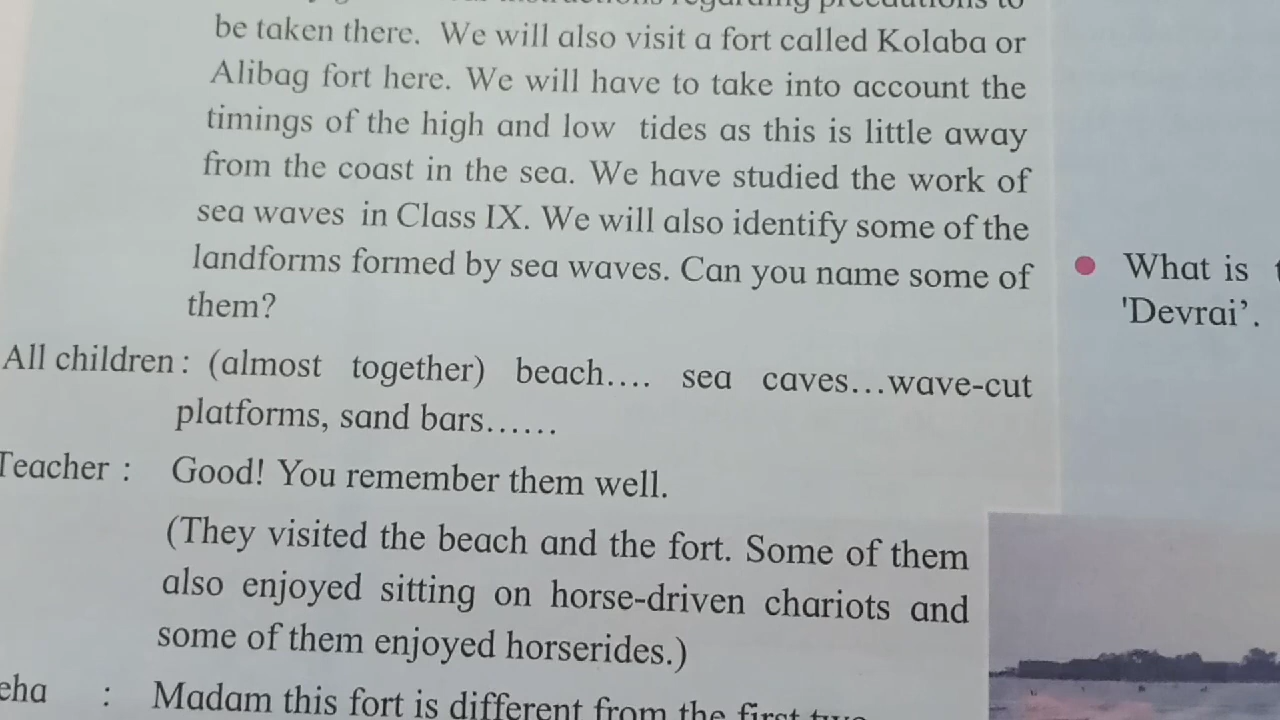 regarding precautions to
be taken there. We will also visit a fort called Kolaba or
Alibag fort here. We will have to take into account the
timings of the high and low tides as this is little away
from the coast in the sea. We have studied the work of
sea waves in Class IX. We will also identify some of the
landforms formed by sea waves. Can you name some of
them?
All children : (almost together) beach.... sea caves...wave-cut
platforms, sand bars......
Teacher : Good! You remember them well.
(They visited the beach and the fort. Some of them
also enjoyed sitting on horse-driven chariots and
some of them enjoyed horserides.)
: Madam this fort is different from the first two
● What is
'Devrai’.